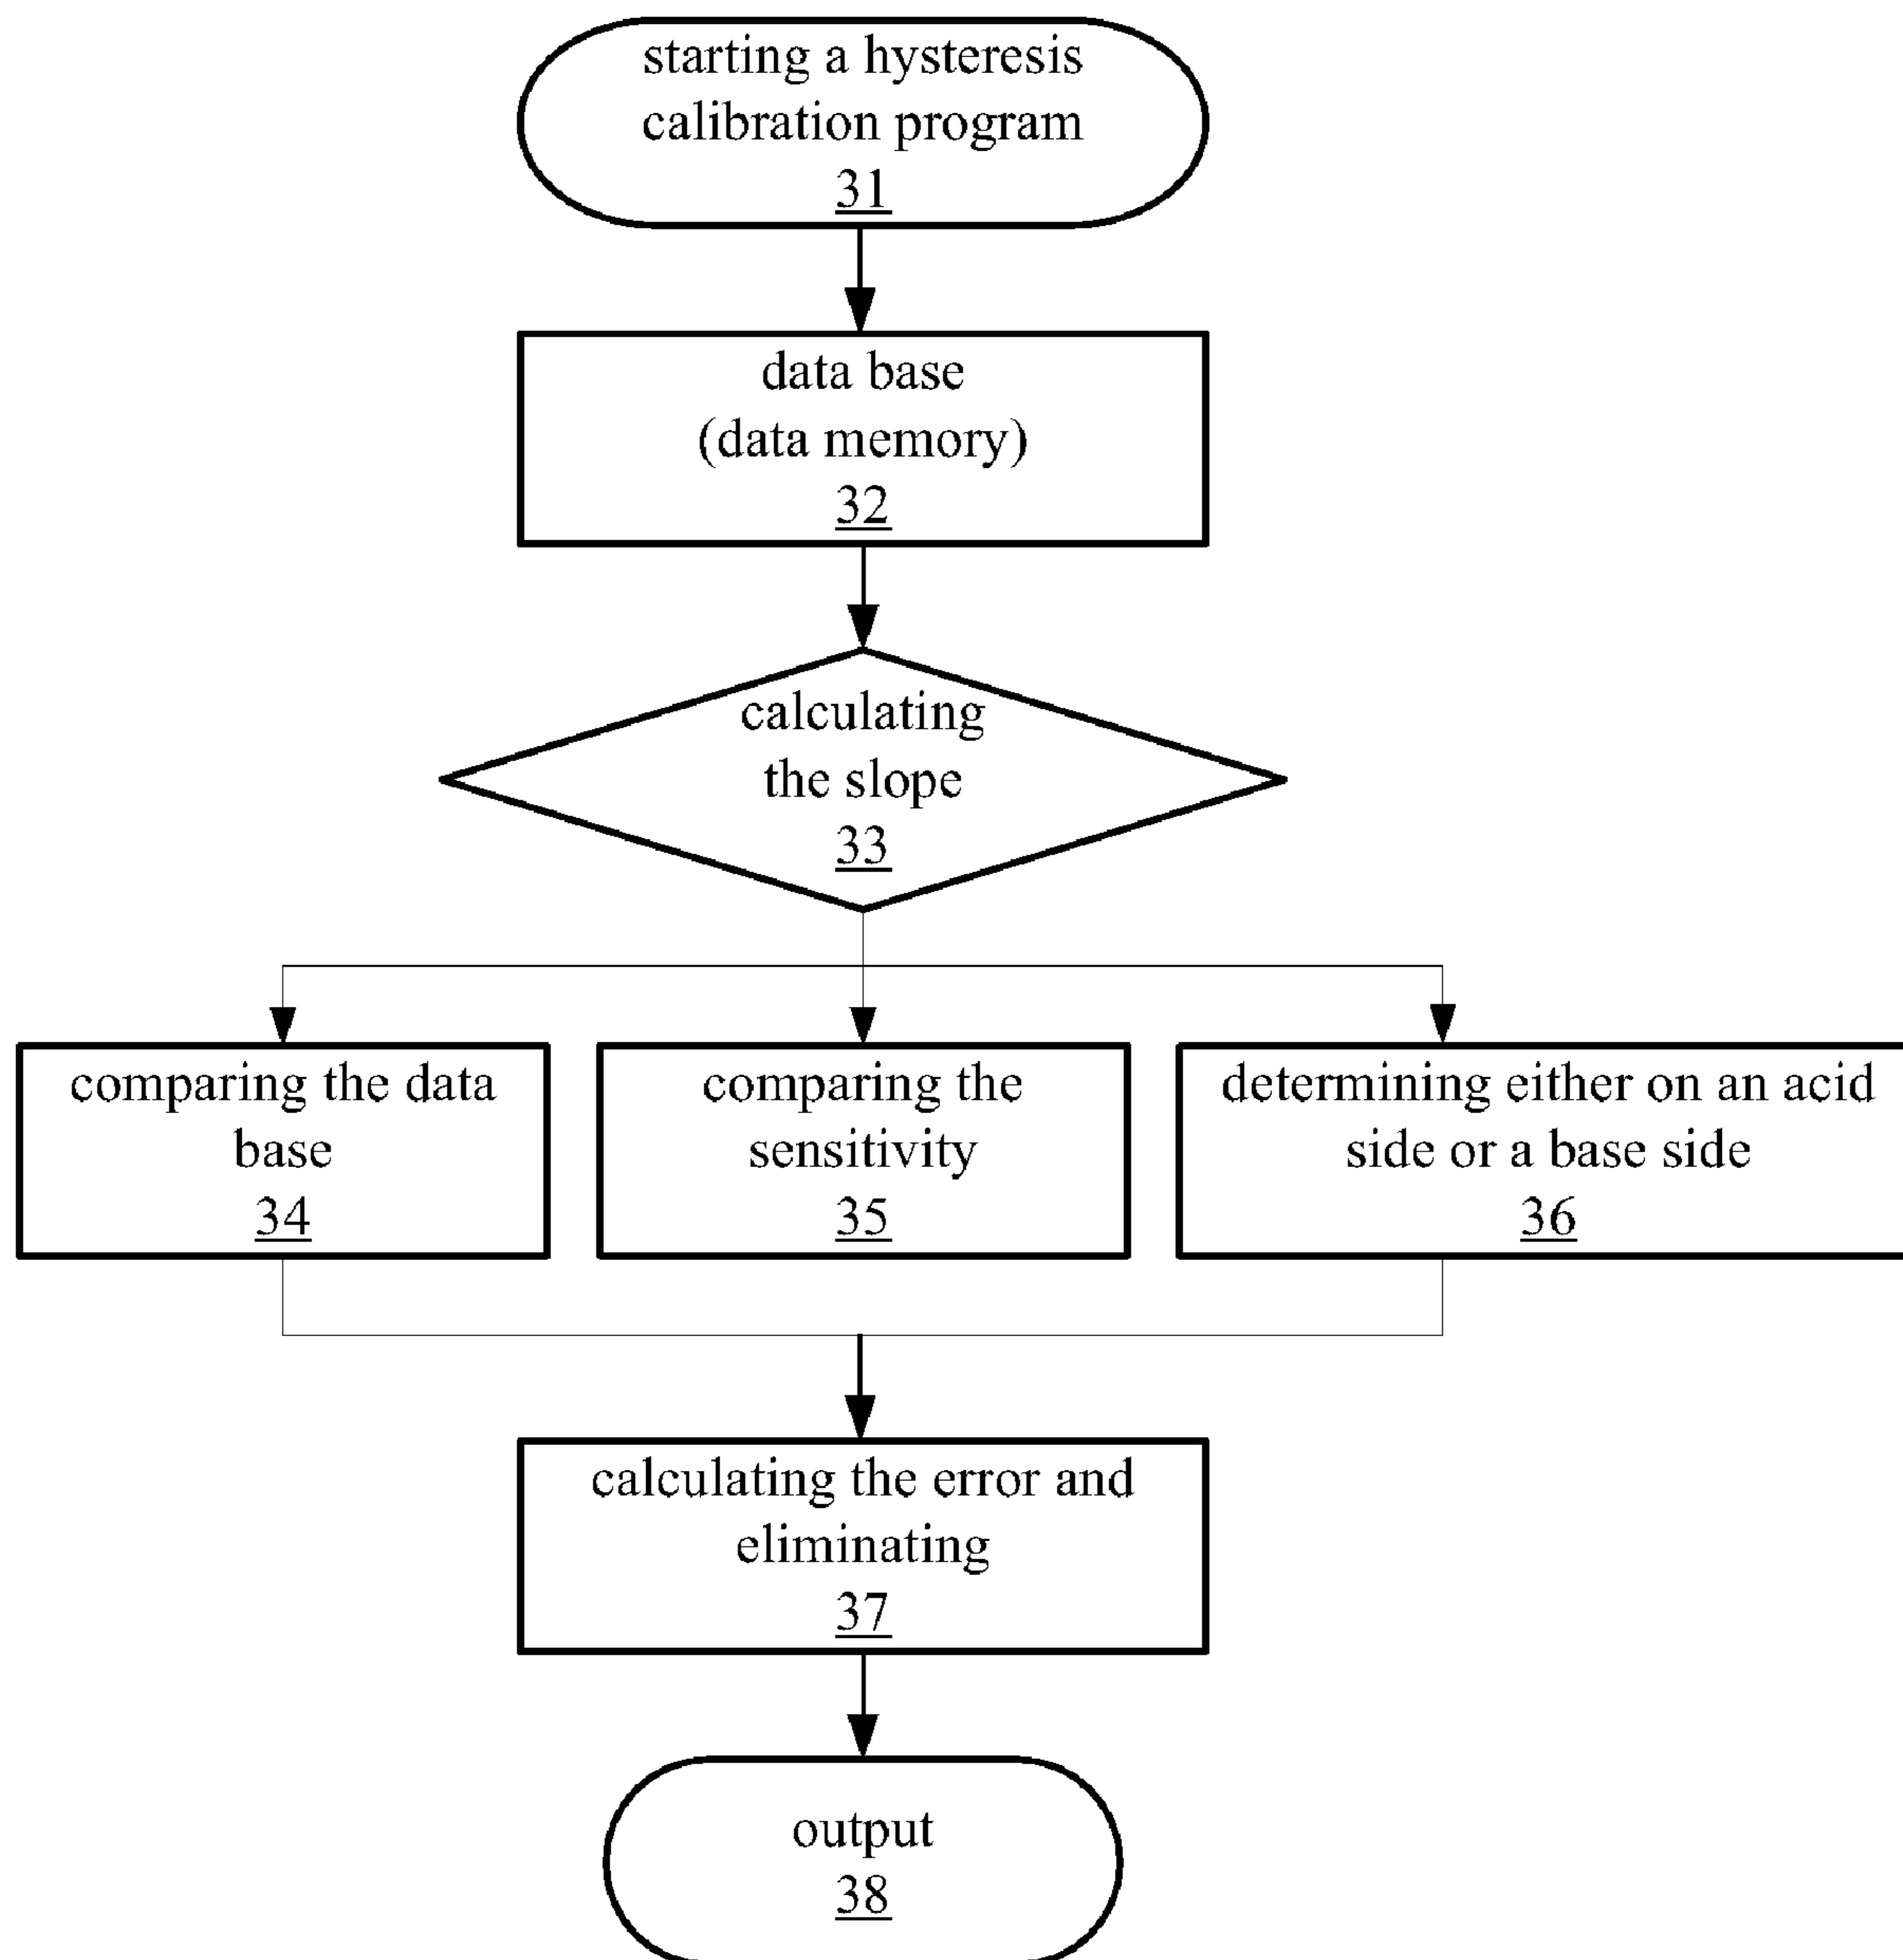 starting a hysteresis
calibration program
31
data base
(data memory)
32
calculating
the slope
33
comparing the data
base
34
comparing the
sensitivity
35
determining either on an acid
side or a base side
36
calculating the error and
eliminating
37
output
38